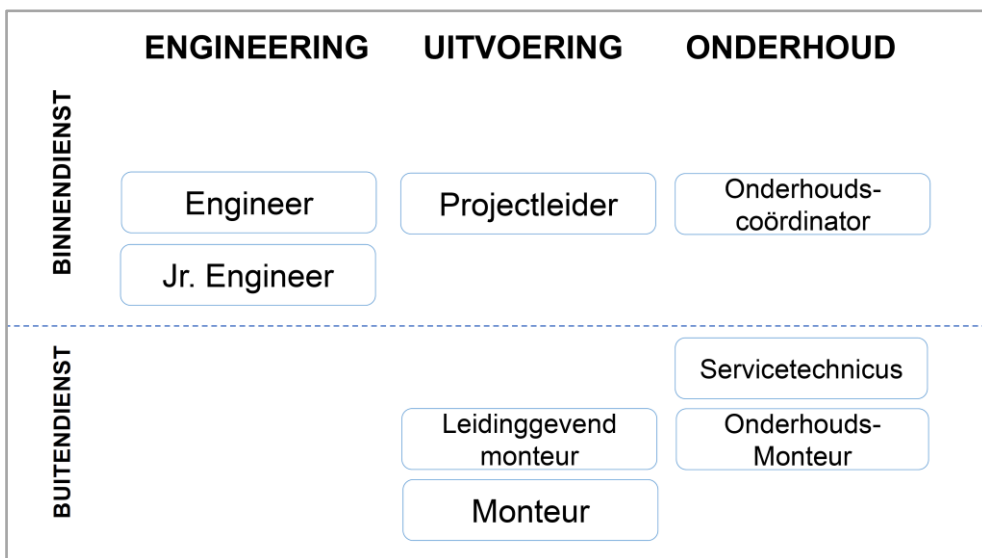 ENGINEERING
UITVOERING
ONDERHOUD
BINNENDIENST
Engineer
Projectleider
Onderhouds-
coördinator
Jr. Engineer
BUITENDIENST
Servicetechnicus
Leidinggevend
monteur
Onderhouds-
Monteur
Monteur